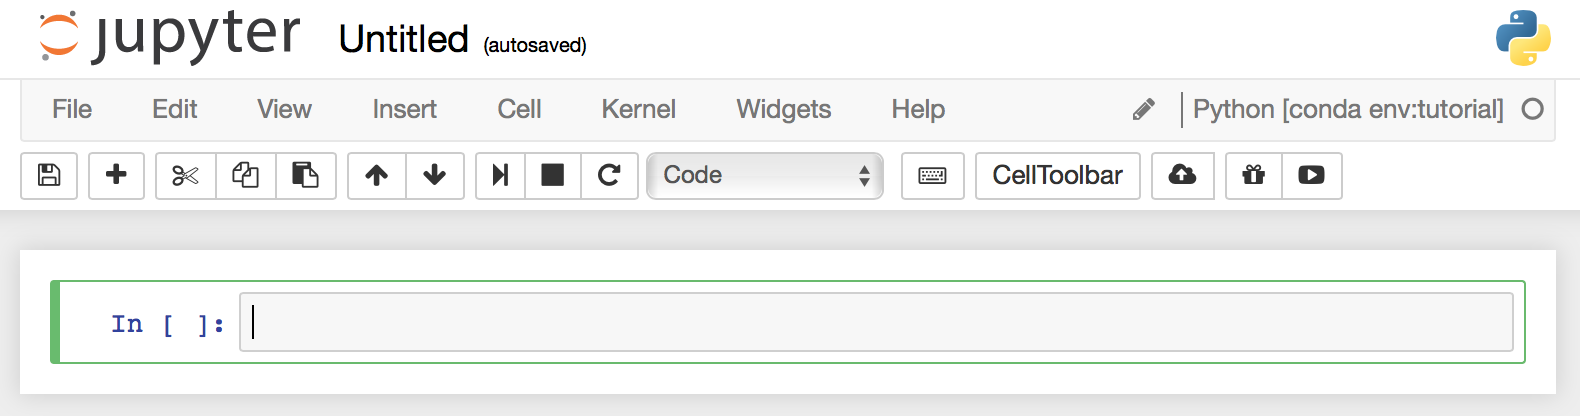 jupyter Untitled (autosaved)
File Edit View Insert Cell Kernel Widgets Help Python [conda env:tutorial]
Code CellToolbar
In [ ]: